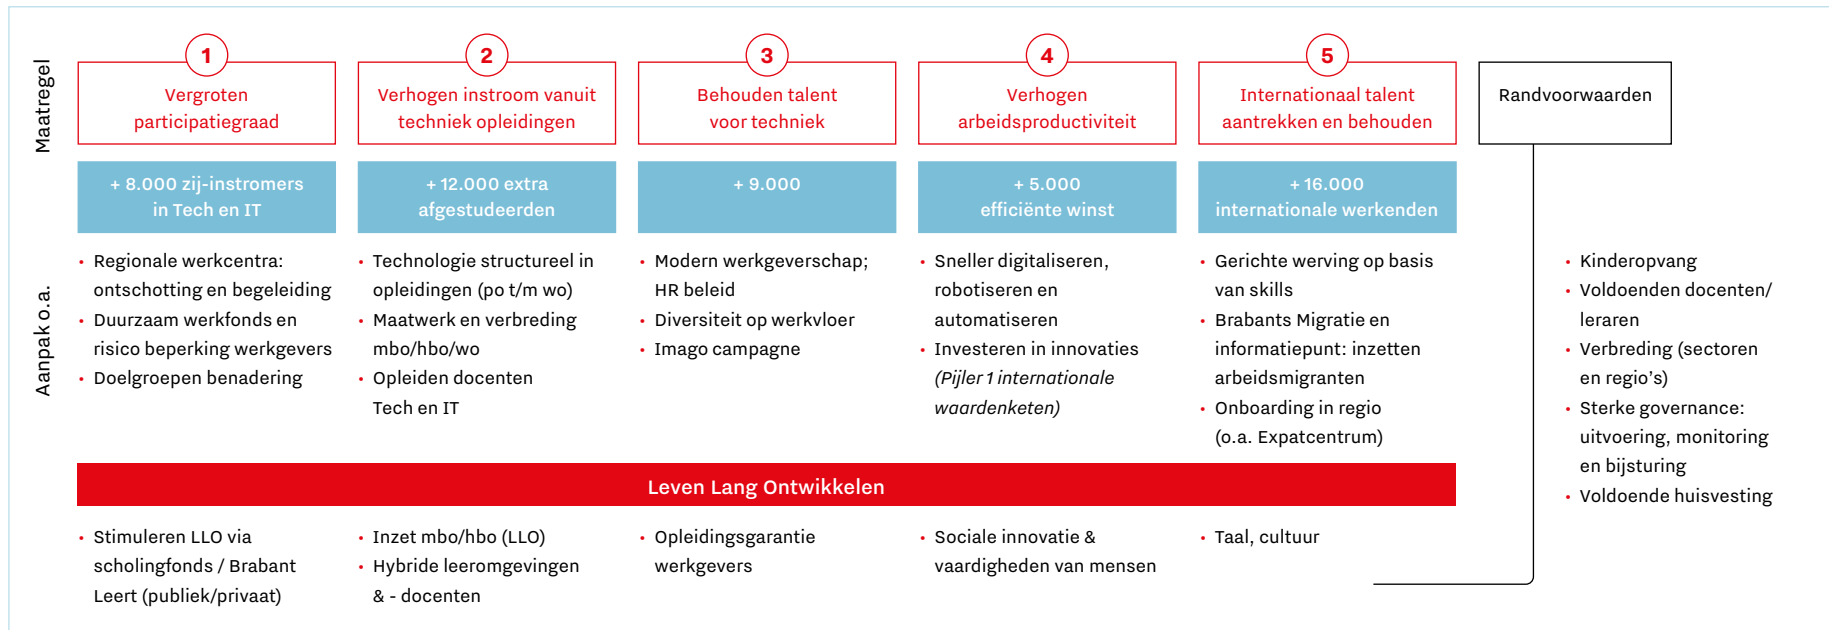 Maatregel
1
Vergroten
participatiegraad
2
Verhogen instroom vanuit
techniek opleidingen
3
Behouden talent
voor techniek
4
Verhogen
arbeidsproductiviteit
5
Internationaal talent
aantrekken en behouden
Randvoorwaarden
+ 8.000 zij-instromers
in Tech en IT
+ 12.000 extra
afgestudeerden
+ 9.000
+ 5.000
efficiënte winst
+ 16.000
internationale werkenden
Aanpak o.a.
• Regionale werkcentra:
ontschotting en begeleiding
• Duurzaam werkfonds en
risico beperking werkgevers
• Doelgroepen benadering
• Technologie structureel in
opleidingen (po t/m wo)
• Maatwerk en verbreding
mbo/hbo/wo
• Opleiden docenten
Tech en IT
• Modern werkgeverschap;
HR beleid
• Diversiteit op werkvloer
• Imago campagne
• Sneller digitaliseren,
robotiseren en
automatiseren
• Investeren in innovaties
(Pijler 1 internationale
waardenketen)
• Gerichte werving op basis
van skills
• Brabants Migratie en
informatiepunt: inzetten
arbeidsmigranten
• Onboarding in regio
(o.a. Expatcentrum)
• Kinderopvang
• Voldoenden docenten/
leraren
• Verbreding (sectoren
en regio's)
• Sterke governance:
uitvoering, monitoring
en bijsturing
• Voldoende huisvesting
Leven Lang Ontwikkelen
• Stimuleren LLO via
scholingfonds / Brabant
Leert (publiek/privaat)
• Inzet mbo/hbo (LLO)
• Hybride leeromgevingen
& - docenten
• Opleidingsgarantie
werkgevers
• Sociale innovatie &
vaardigheden van mensen
• Taal, cultuur